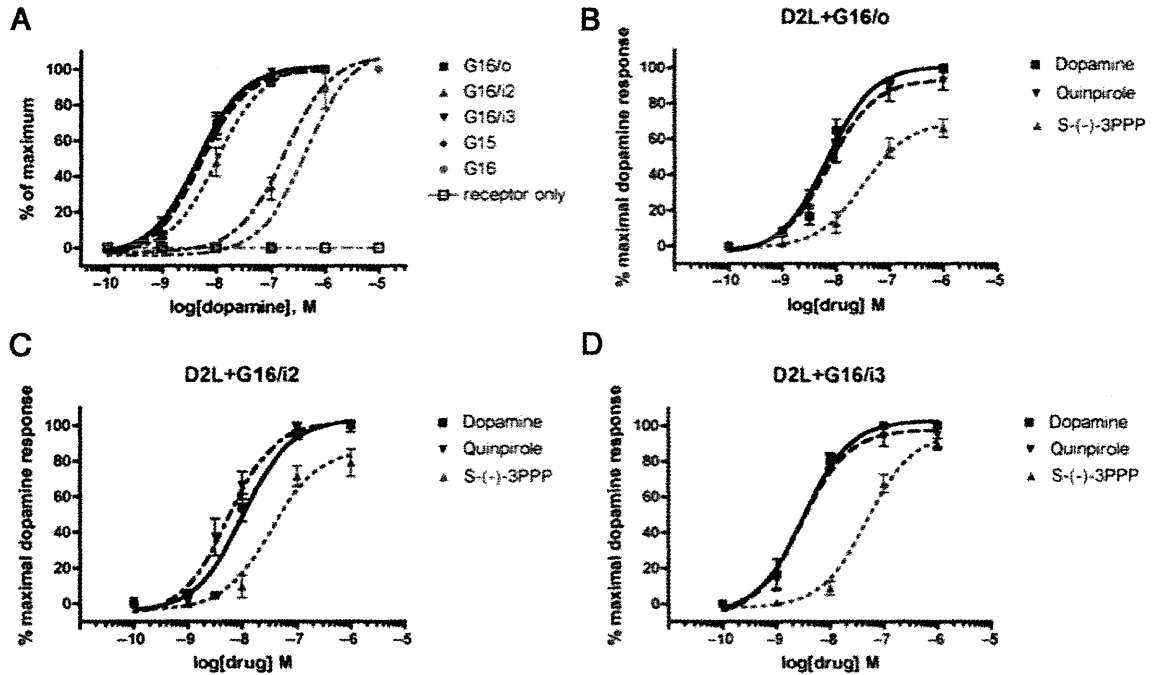 A
% of maximum
100
80
60
40
20
0
−10
−9
−8
−7
−6
−5
log[dopamine], M
G16/o
G16/i2
G16/i3
G15
G16
receptor only
B
D2L+G16/o
% maximal dopamine response
100
80
60
40
20
0
−10
−9
−8
−7
−6
−5
log[drug] M
Dopamine
Quinpirole
S-(-)-3PPP
C
D2L+G16/i2
% maximal dopamine response
100
80
60
40
20
0
−10
−9
−8
−7
−6
−5
log[drug] M
Dopamine
Quinpirole
S-(-)-3PPP
D
D2L+G16/i3
% maximal dopamine response
100
80
60
40
20
0
−10
−9
−8
−7
−6
−5
log[drug] M
Dopamine
Quinpirole
S-(-)-3PPP